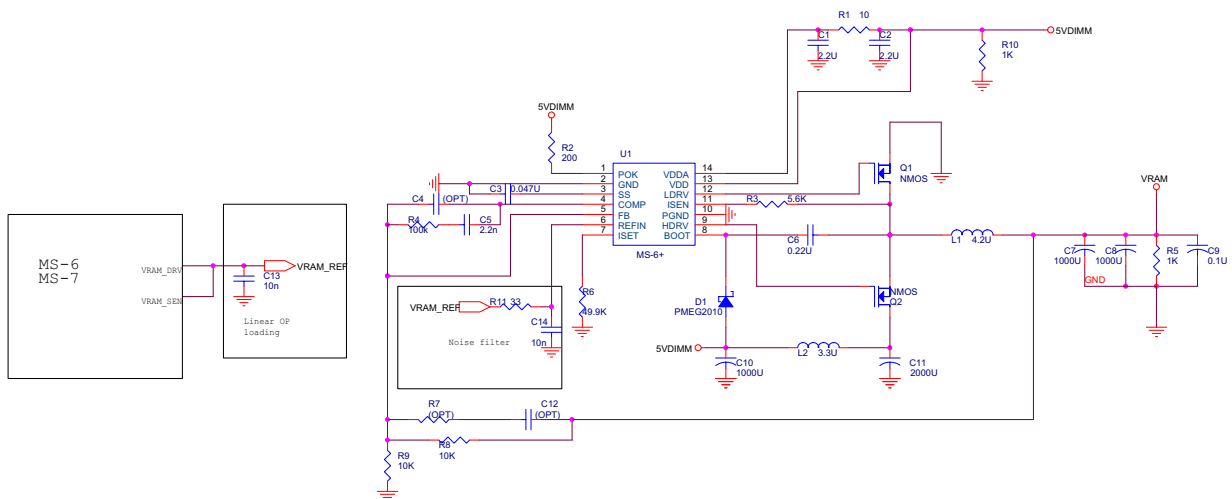 R1 10
C1
2.2U
C2
2.2U
5VDIMM
R10
1K
5VDIMM
R2
200
U1
1
2
3
4
5
6
7
POK
GND
SS
COMP
FB
REFIN
ISET
VDDA
VDD
LDRV
ISEN
PGND
HDRV
BOOT
14
13
12
11
10
9
8
MS-6+
C3
0.047U
C4
(OPT)
R4
100k
C5
2.2n
Q1
NMOS
R3
5.6K
C6
0.22U
L1 4.2U
VRAM
C7
1000U
C8
1000U
R5
1K
C9
0.1U
GND
MS-6
MS-7
VRAM_DRV
VRAM_SEN
VRAM_REF
C13
10n
Linear OP
loading
VRAM_REF
R11 33
C14
10n
Noise filter
R6
49.9K
D1
PMEG2010
NMOS
Q2
5VDIMM
L2 3.3U
C10
1000U
C11
2000U
R7
(OPT)
C12
(OPT)
R8
10K
R9
10K